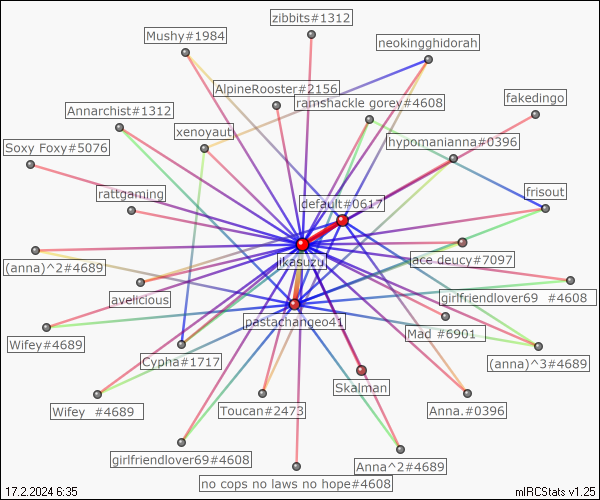 zibbits#1312
Mushy#1984
neokingghidorah
AlpineRooster#2156
ramshackle gorey#4608
fakedingo
Annarchist#1312
xenoyaut
hypomanianna#0396
Soxy Foxy#5076
rattgaming
default#0617
frisout
ikasuzu
ace deucy#7097
(anna)^2#4689
avelicious
girlfriendlover69 #4608
pastachangeo41
Mad #6901
Wifey#4689
Cypha#1717
(anna)^3#4689
Skalman
Wifey #4689
Toucan#2473
Anna.#0396
girlfriendlover69#4608
Anna^2#4689
no cops no laws no hope#4608
17.2.2024 6:35
mIRCStats v1.25